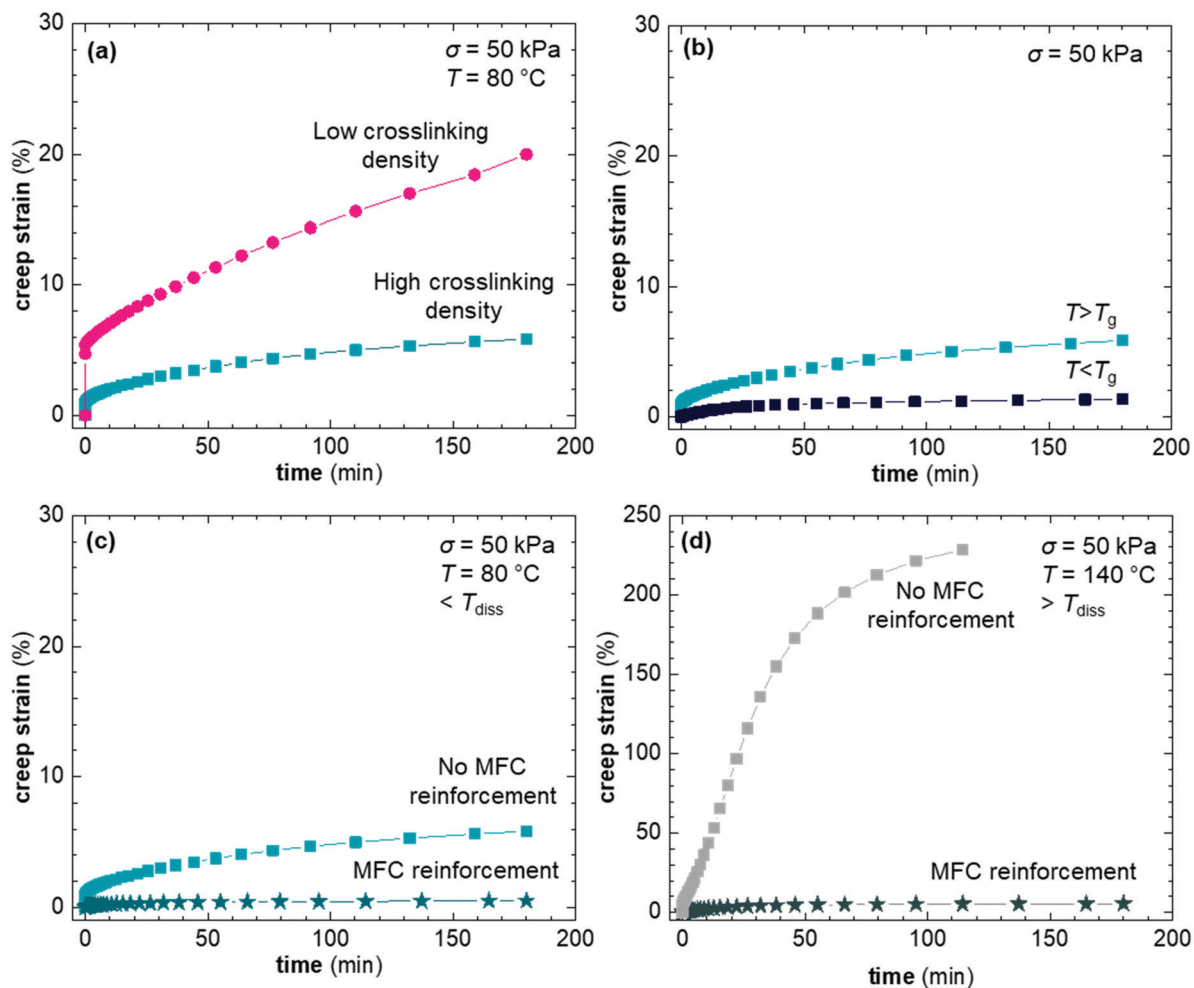 (a)
σ = 50 kPa
T = 80 °C
Low crosslinking
density
High crosslinking
density
creep strain (%)
30
20
10
0
0 50 100 150 200
time (min)
(b)
σ = 50 kPa
T>Tg
T<Tg
creep strain (%)
30
20
10
0
0 50 100 150 200
time (min)
(c)
σ = 50 kPa
T = 80 °C
< Tdiss
No MFC
reinforcement
MFC reinforcement
creep strain (%)
30
20
10
0
0 50 100 150 200
time (min)
(d)
σ = 50 kPa
T = 140 °C
> Tdiss
No MFC
reinforcement
MFC reinforcement
creep strain (%)
250
200
150
100
50
0
0 50 100 150 200
time (min)